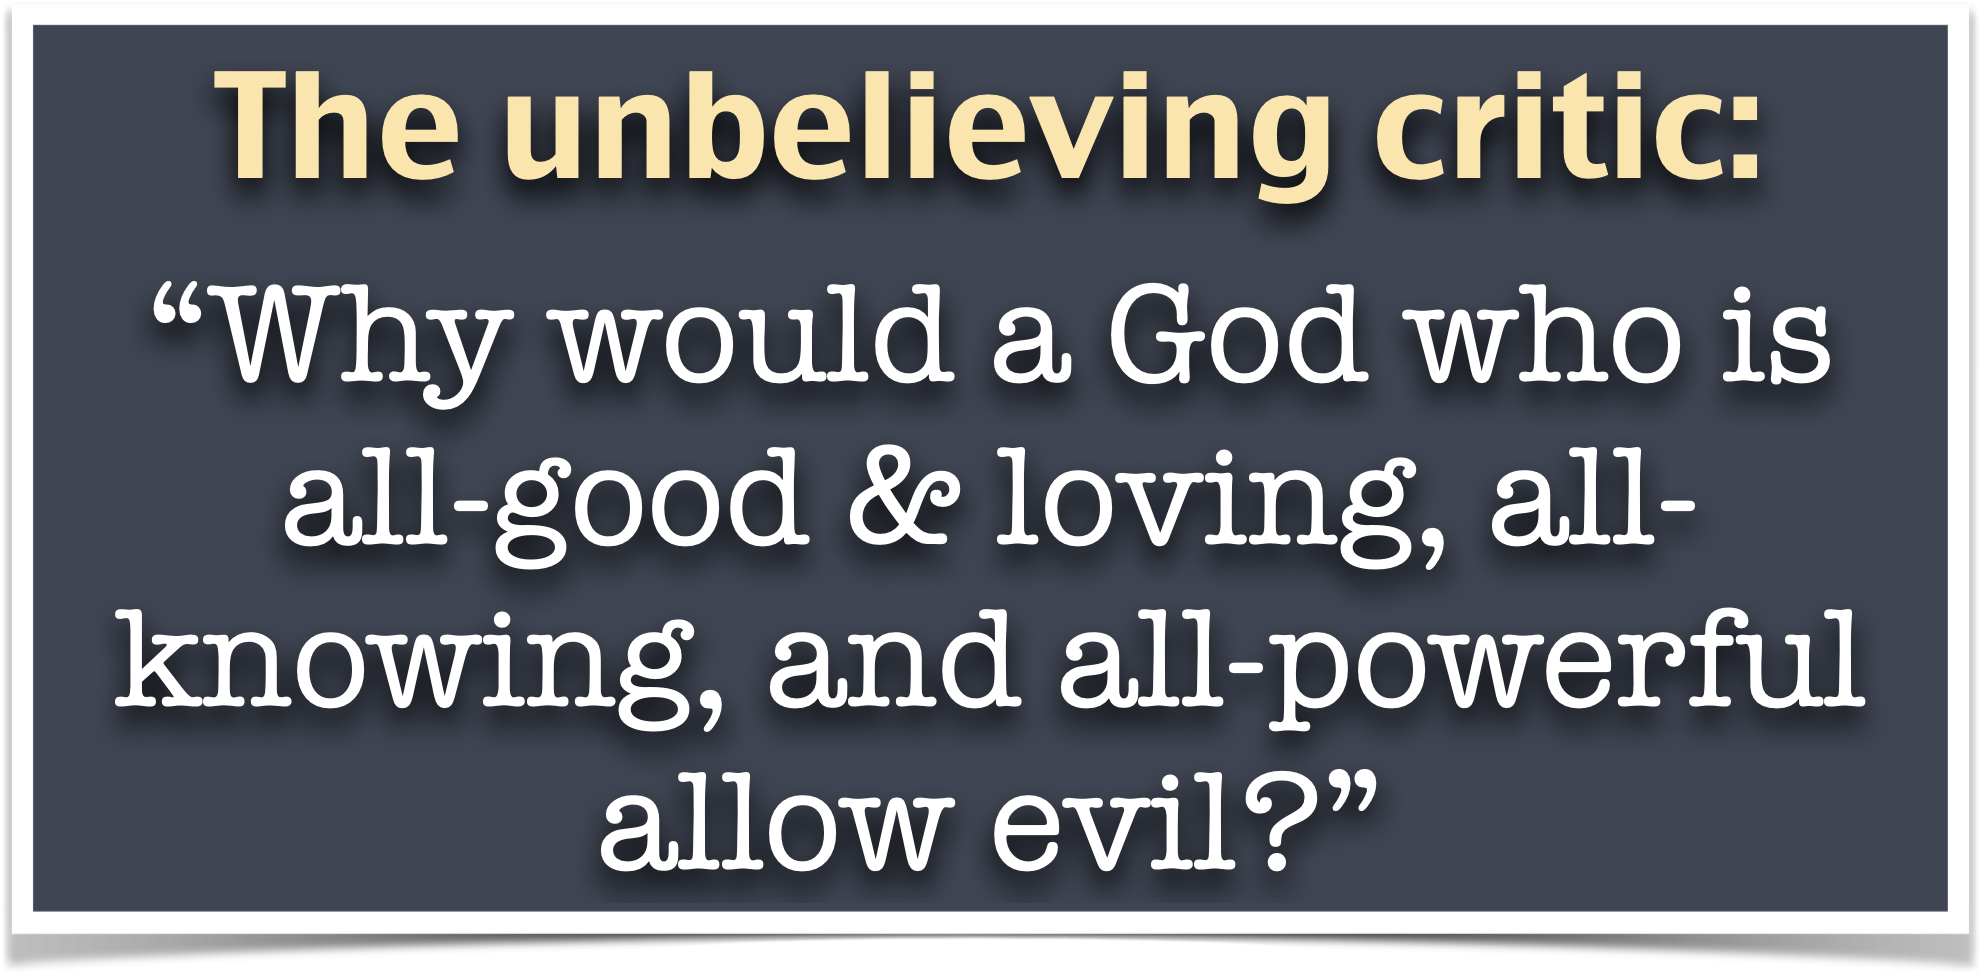 The unbelieving critic:
“Why would a God who is
all-good & loving, all-
knowing, and all-powerful
allow evil?”